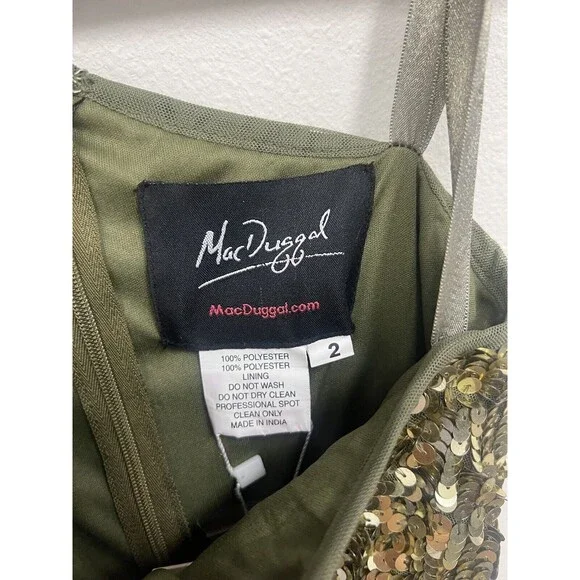 MacDuggal
MacDuggal.com
2
100% POLYESTER
100% POLYESTER
LINING
DO NOT WASH
DO NOT DRY CLEAN
PROFESSIONAL SPOT
CLEAN ONLY
MADE IN INDIA